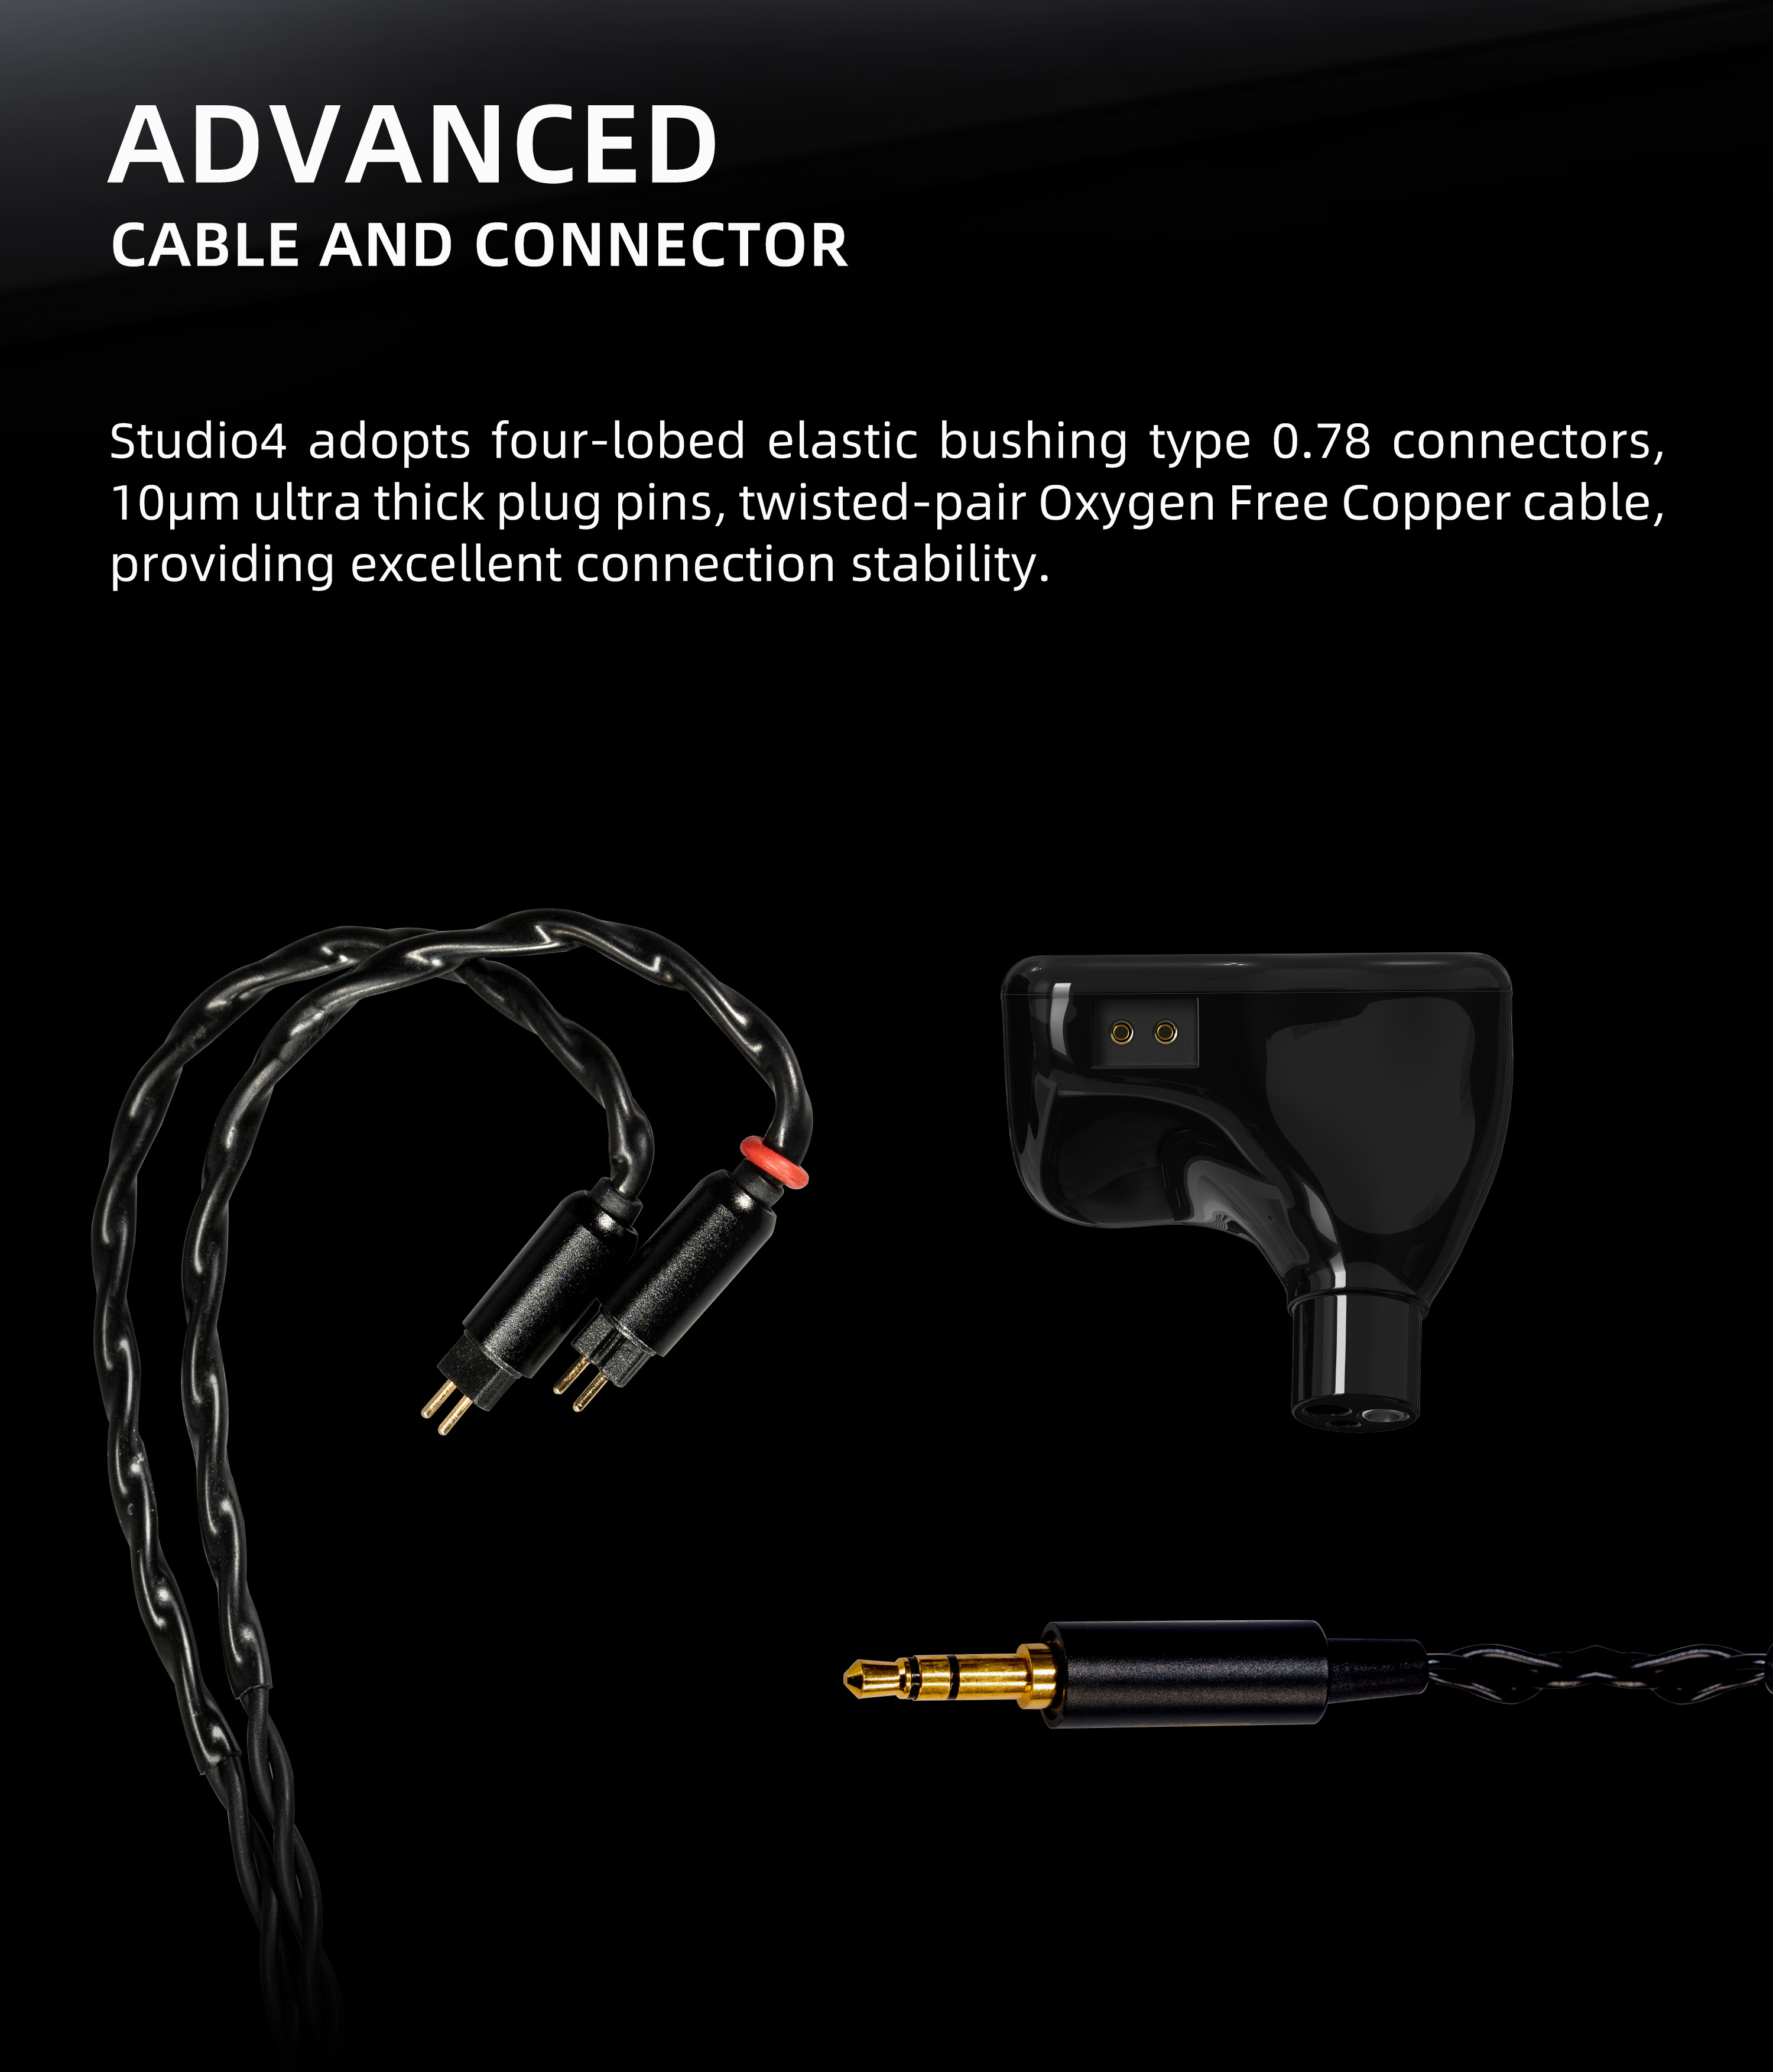 ADVANCED
CABLE AND CONNECTOR
Studio4 adopts four-lobed elastic bushing type 0.78 connectors,
10μm ultra thick plug pins, twisted-pair Oxygen Free Copper cable,
providing excellent connection stability.